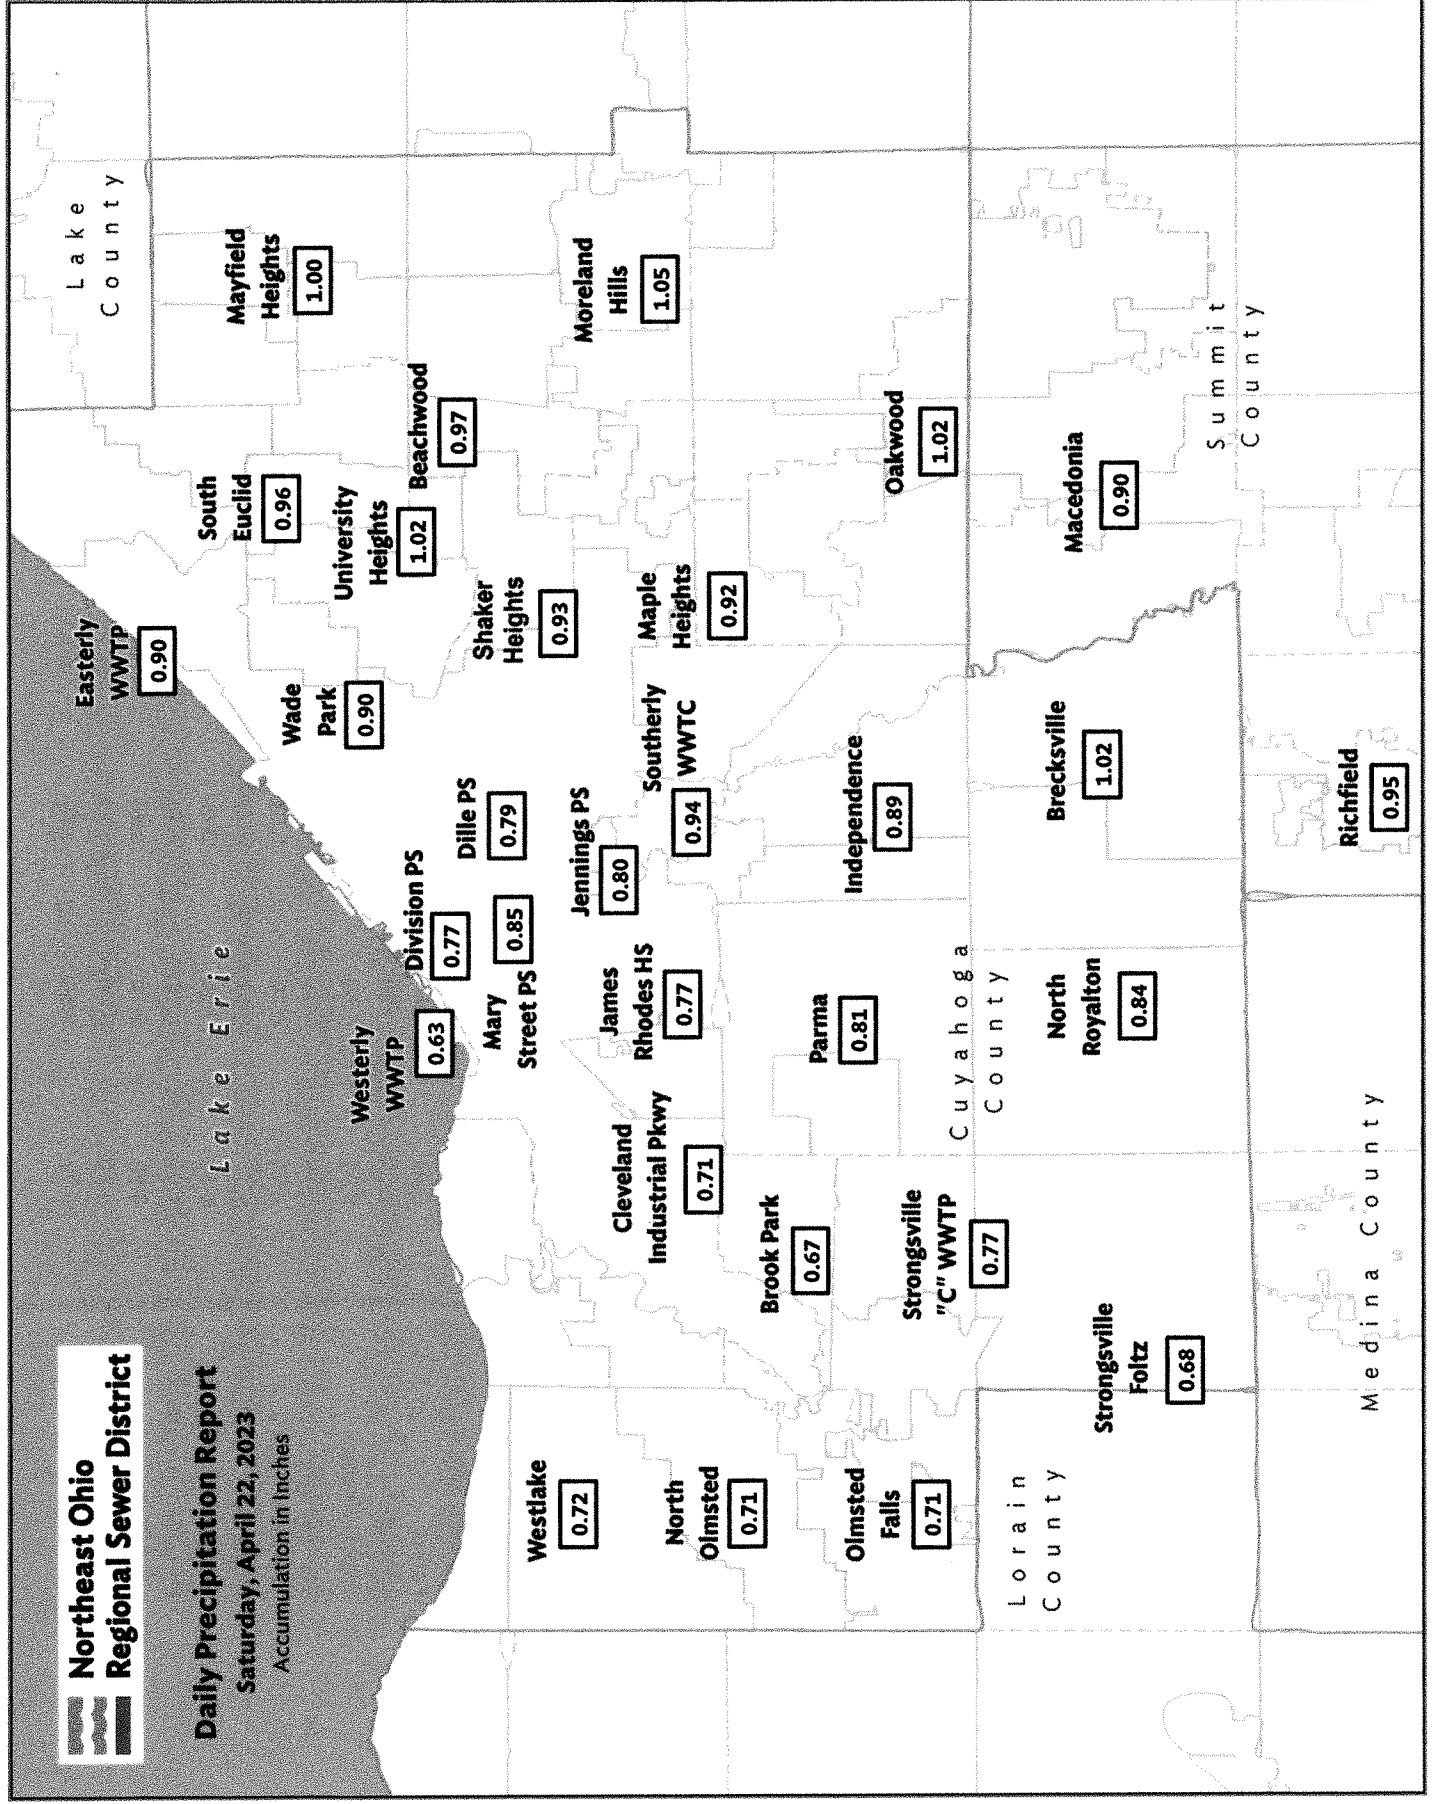 Northeast Ohio
Regional Sewer District
Daily Precipitation Report
Saturday, April 22, 2023
Accumulation in Inches
Lake Erie
Lake
County
Easterly
WWTP
0.90
South
Euclid
0.96
Mayfield
Heights
1.00
Wade
Park
0.90
University
Heights
1.02
Beachwood
0.97
Westerly
WWTP
0.63
Division PS
0.77
Dille PS
0.79
Shaker
Heights
0.93
Mary
Street PS
0.85
Westlake
0.72
Jennings PS
0.80
Moreland
Hills
1.05
Cleveland
Industrial Pkwy
0.71
James
Rhodes HS
0.77
Southerly
WWTC
0.94
Maple
Heights
0.92
North
Olmsted
0.71
Brook Park
0.67
Parma
0.81
Independence
0.89
Oakwood
1.02
Olmsted
Falls
0.71
Strongsville
"C" WWTP
0.77
Cuyahoga
County
Lorain
County
North
Royalton
0.84
Brecksville
1.02
Macedonia
0.90
Strongsville
Foltz
0.68
Summit
County
Medina County
Richfield
0.95